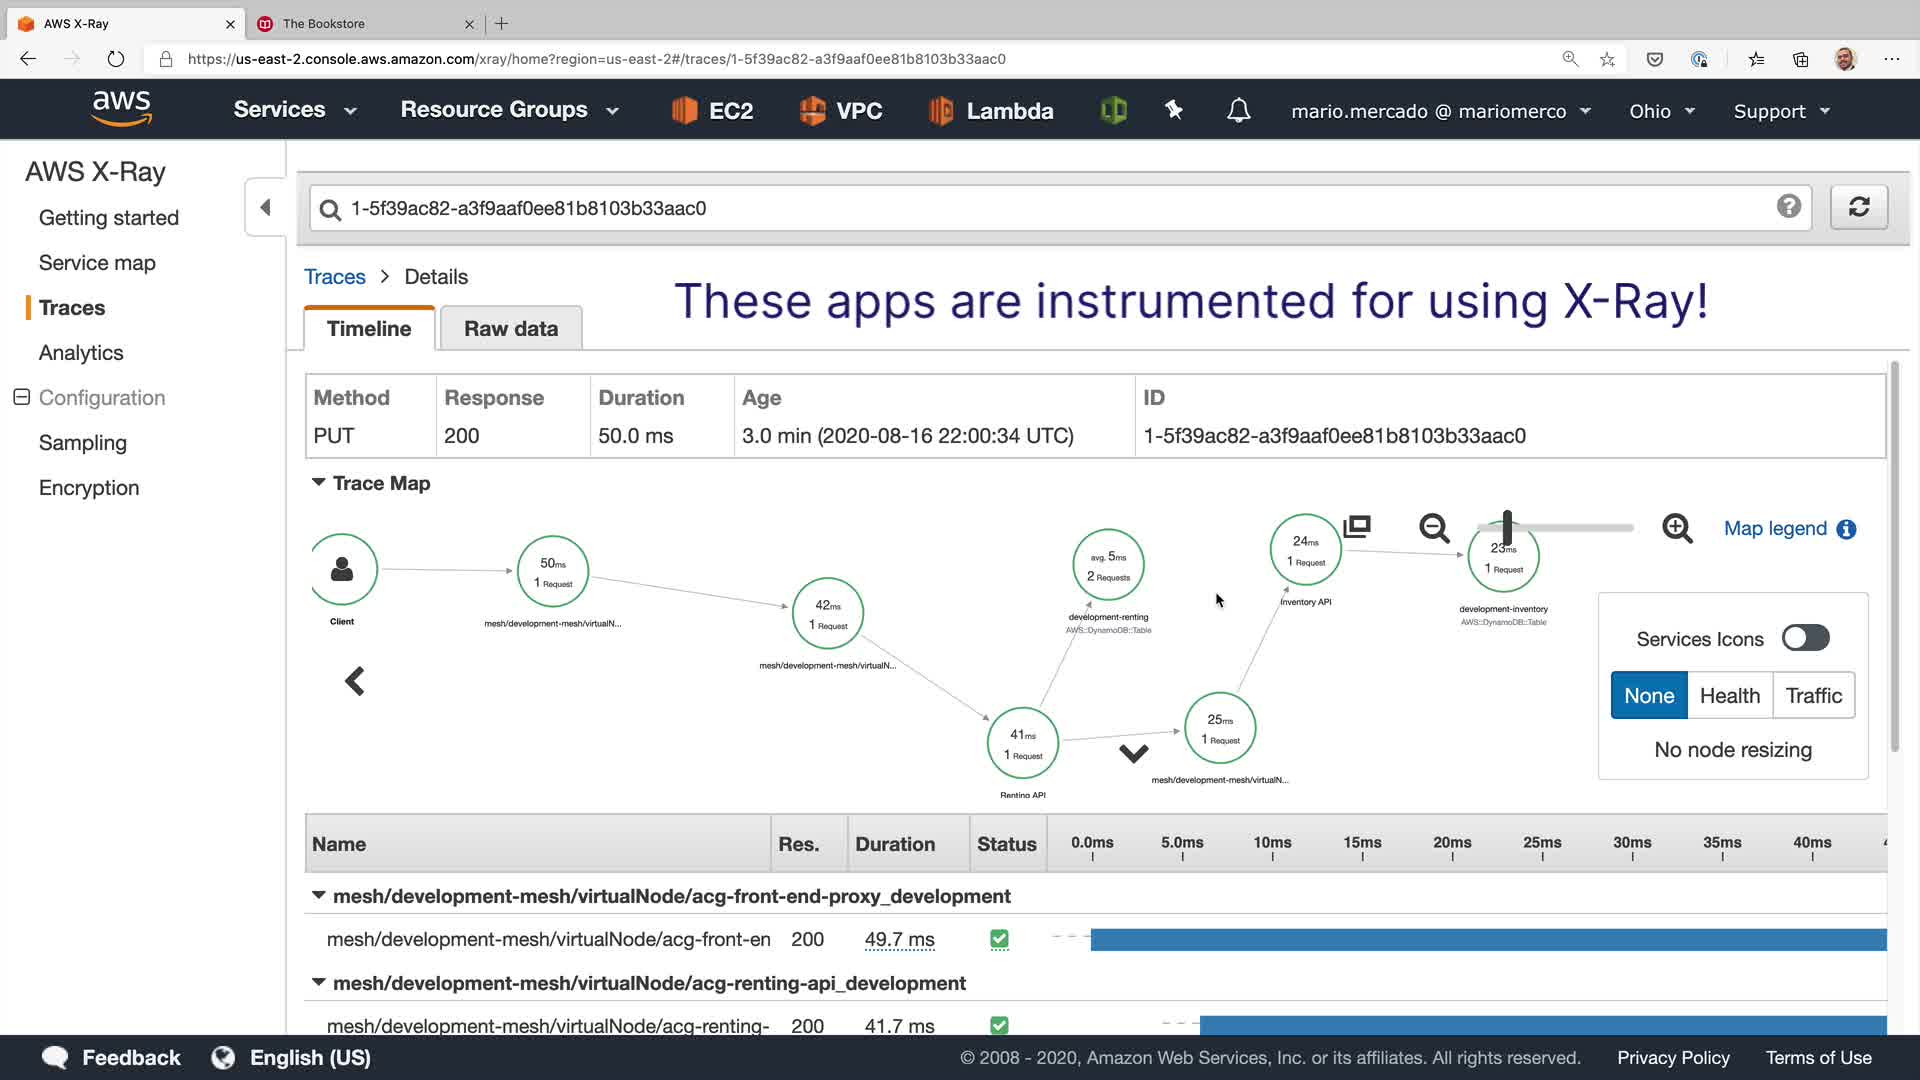 AWS X-Ray
The Bookstore
https://us-east-2.console.aws.amazon.com/xray/home?region=us-east-2#/traces/1-5f39ac82-a3f9aaf0ee81b8103b33aac0
aws
Services
Resource Groups
EC2
VPC
Lambda
mario.mercado @ mariomerco
Ohio
Support
AWS X-Ray
Getting started
Service map
Traces
Analytics
Configuration
Sampling
Encryption
1-5f39ac82-a3f9aaf0ee81b8103b33aac0
Traces > Details
These apps are instrumented for using X-Ray!
Timeline
Raw data
Method Response Duration Age ID
PUT 200 50.0 ms 3.0 min (2020-08-16 22:00:34 UTC) 1-5f39ac82-a3f9aaf0ee81b8103b33aac0
Trace Map
Client
50ms
1 Request
mesh/development-mesh/virtualN...
42ms
1 Request
mesh/development-mesh/virtualN...
41ms
1 Request
Renting API
avg. 5ms
2 Requests
development-renting
AWS::DynamoDB::Table
25ms
1 Request
mesh/development-mesh/virtualN...
24ms
1 Request
Inventory API
23ms
1 Request
development-inventory
AWS::DynamoDB::Table
Map legend
Services Icons
None Health Traffic
No node resizing
Name Res. Duration Status 0.0ms 5.0ms 10ms 15ms 20ms 25ms 30ms 35ms 40ms
mesh/development-mesh/virtualNode/acg-front-end-proxy_development
mesh/development-mesh/virtualNode/acg-front-en 200 49.7 ms
mesh/development-mesh/virtualNode/acg-renting-api_development
mesh/development-mesh/virtualNode/acg-renting- 200 41.7 ms
Feedback
English (US)
© 2008 - 2020, Amazon Web Services, Inc. or its affiliates. All rights reserved.
Privacy Policy
Terms of Use